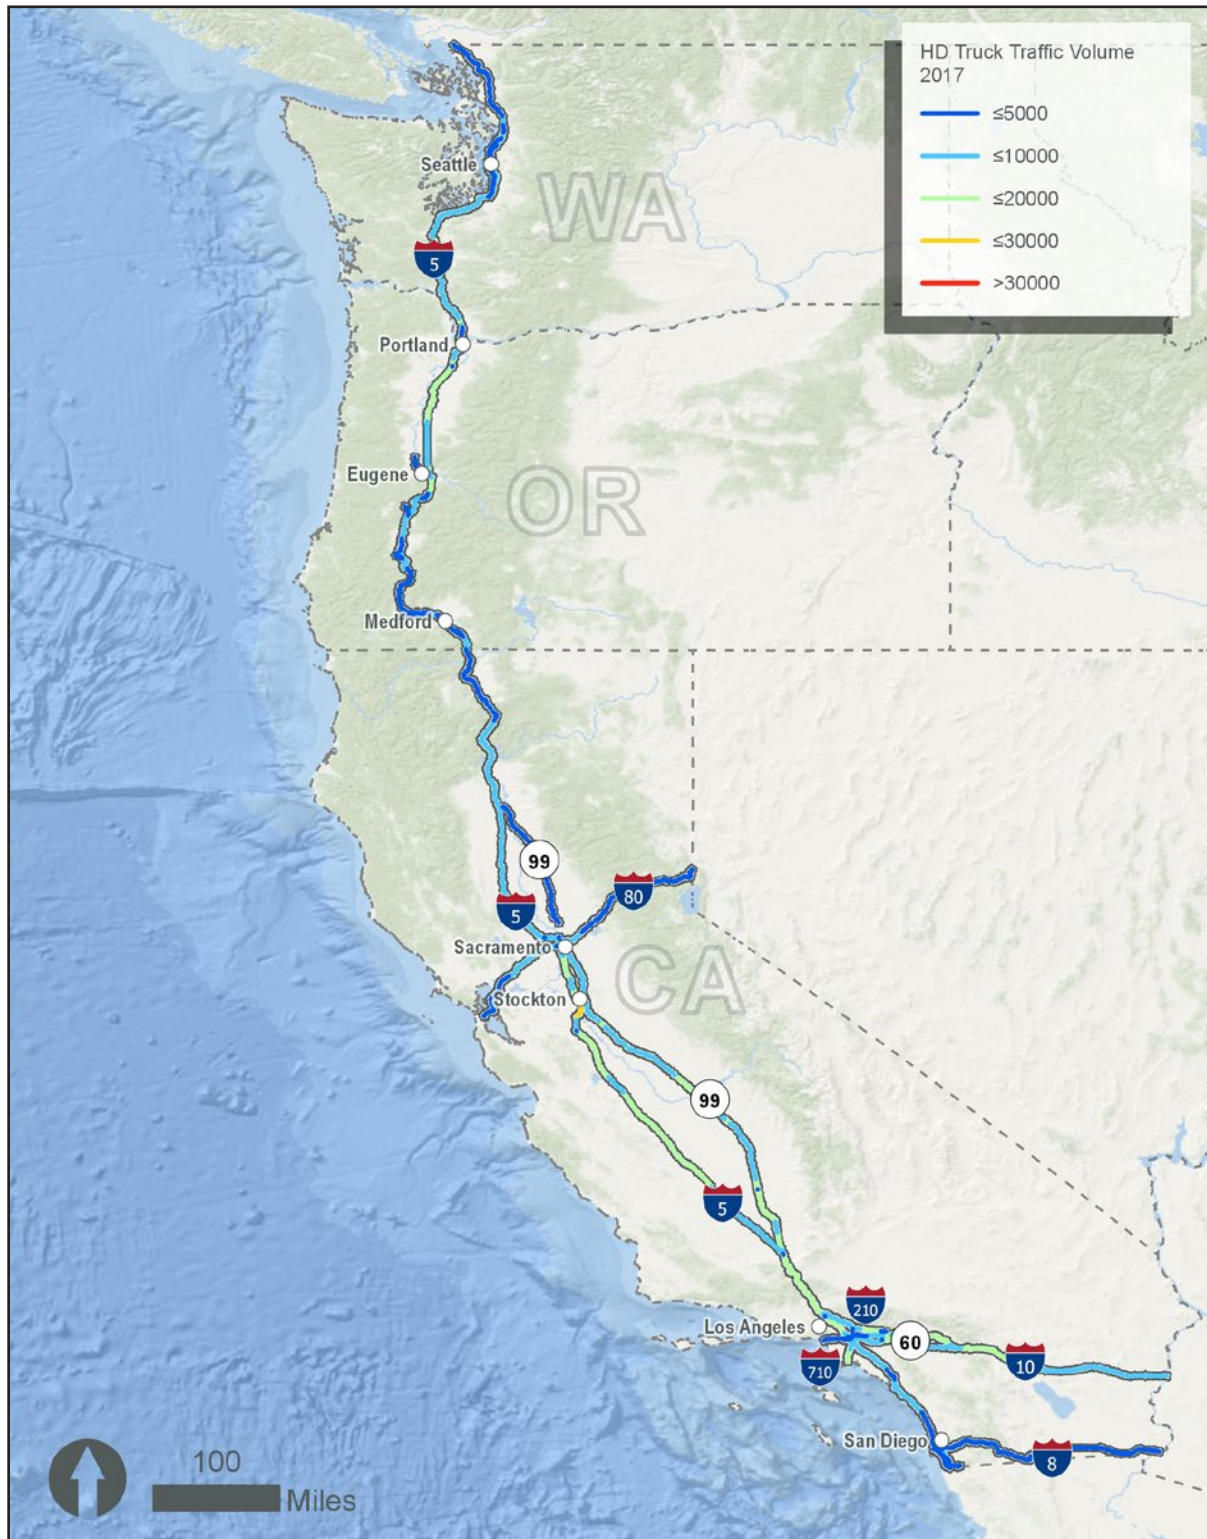 HD Truck Traffic Volume
2017
≤5000
≤10000
≤20000
≤30000
>30000
Seattle
WA
5
Portland
Eugene
OR
Medford
99
80
5
Sacramento
CA
Stockton
99
5
210
Los Angeles
60
710
10
San Diego
8
100
Miles